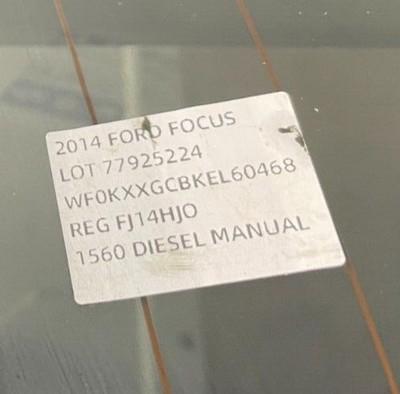 2014 FORD FOCUS
LOT 77925224
WF0KXXGCBKEL60468
REG FJ14HJO
1560 DIESEL MANUAL